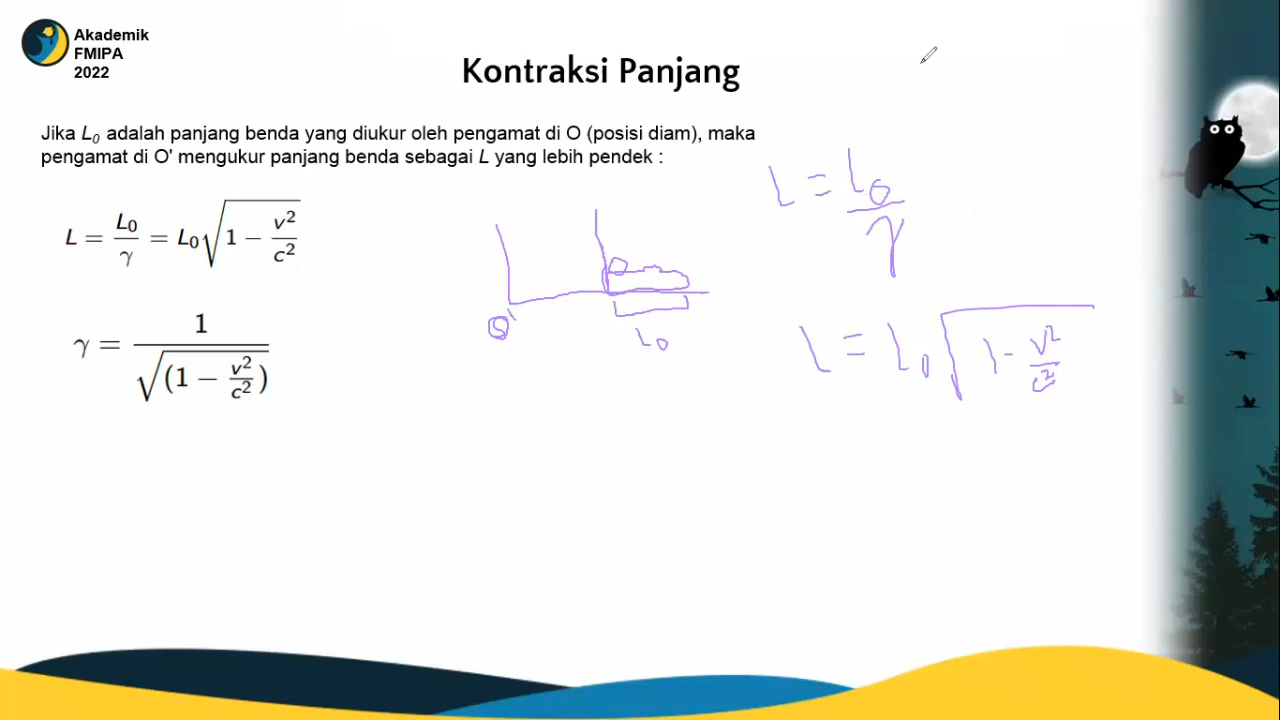 Akademik
FMIPA
2022
Kontraksi Panjang
Jika L₀ adalah panjang benda yang diukur oleh pengamat di O (posisi diam), maka
pengamat di O' mengukur panjang benda sebagai L yang lebih pendek :
L = L₀/γ = L₀√(1 − v²/c²)
γ = 1/√((1 − v²/c²))
O'
L₀
L = L₀/γ
L = L₀√(1 - v²/c²)